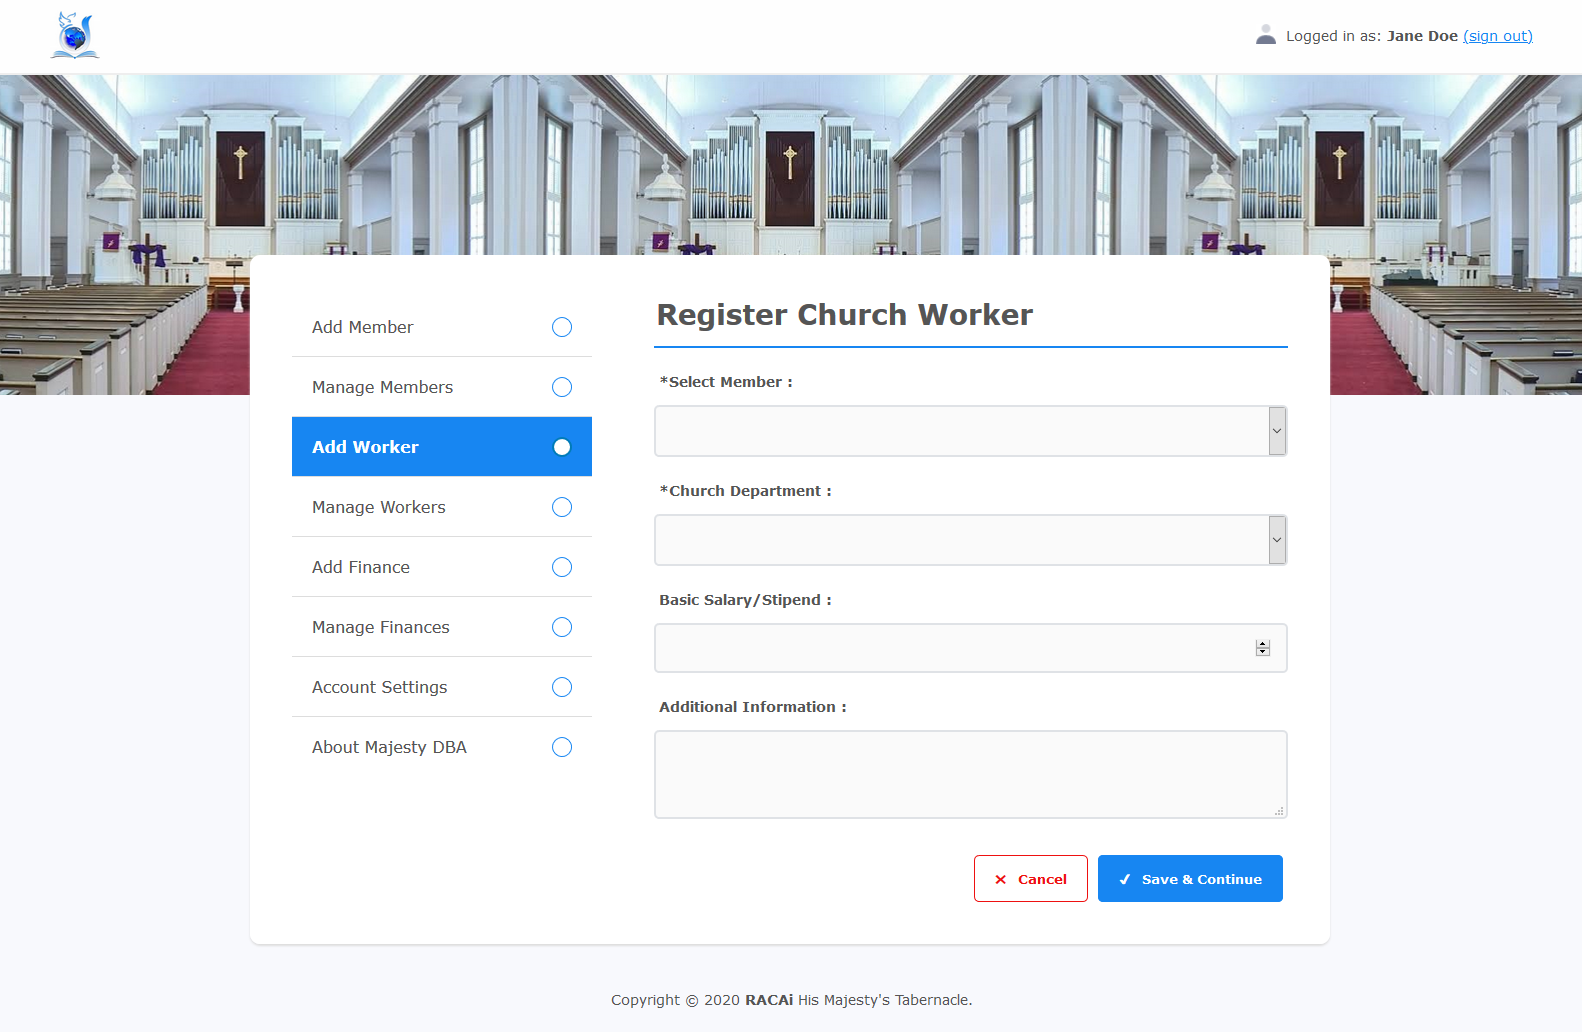 Logged in as: Jane Doe (sign out)
Add Member
Manage Members
Add Worker
Manage Workers
Add Finance
Manage Finances
Account Settings
About Majesty DBA
Register Church Worker
*Select Member :
*Church Department :
Basic Salary/Stipend :
Additional Information :
Cancel
Save & Continue
Copyright © 2020 RACAi His Majesty's Tabernacle.